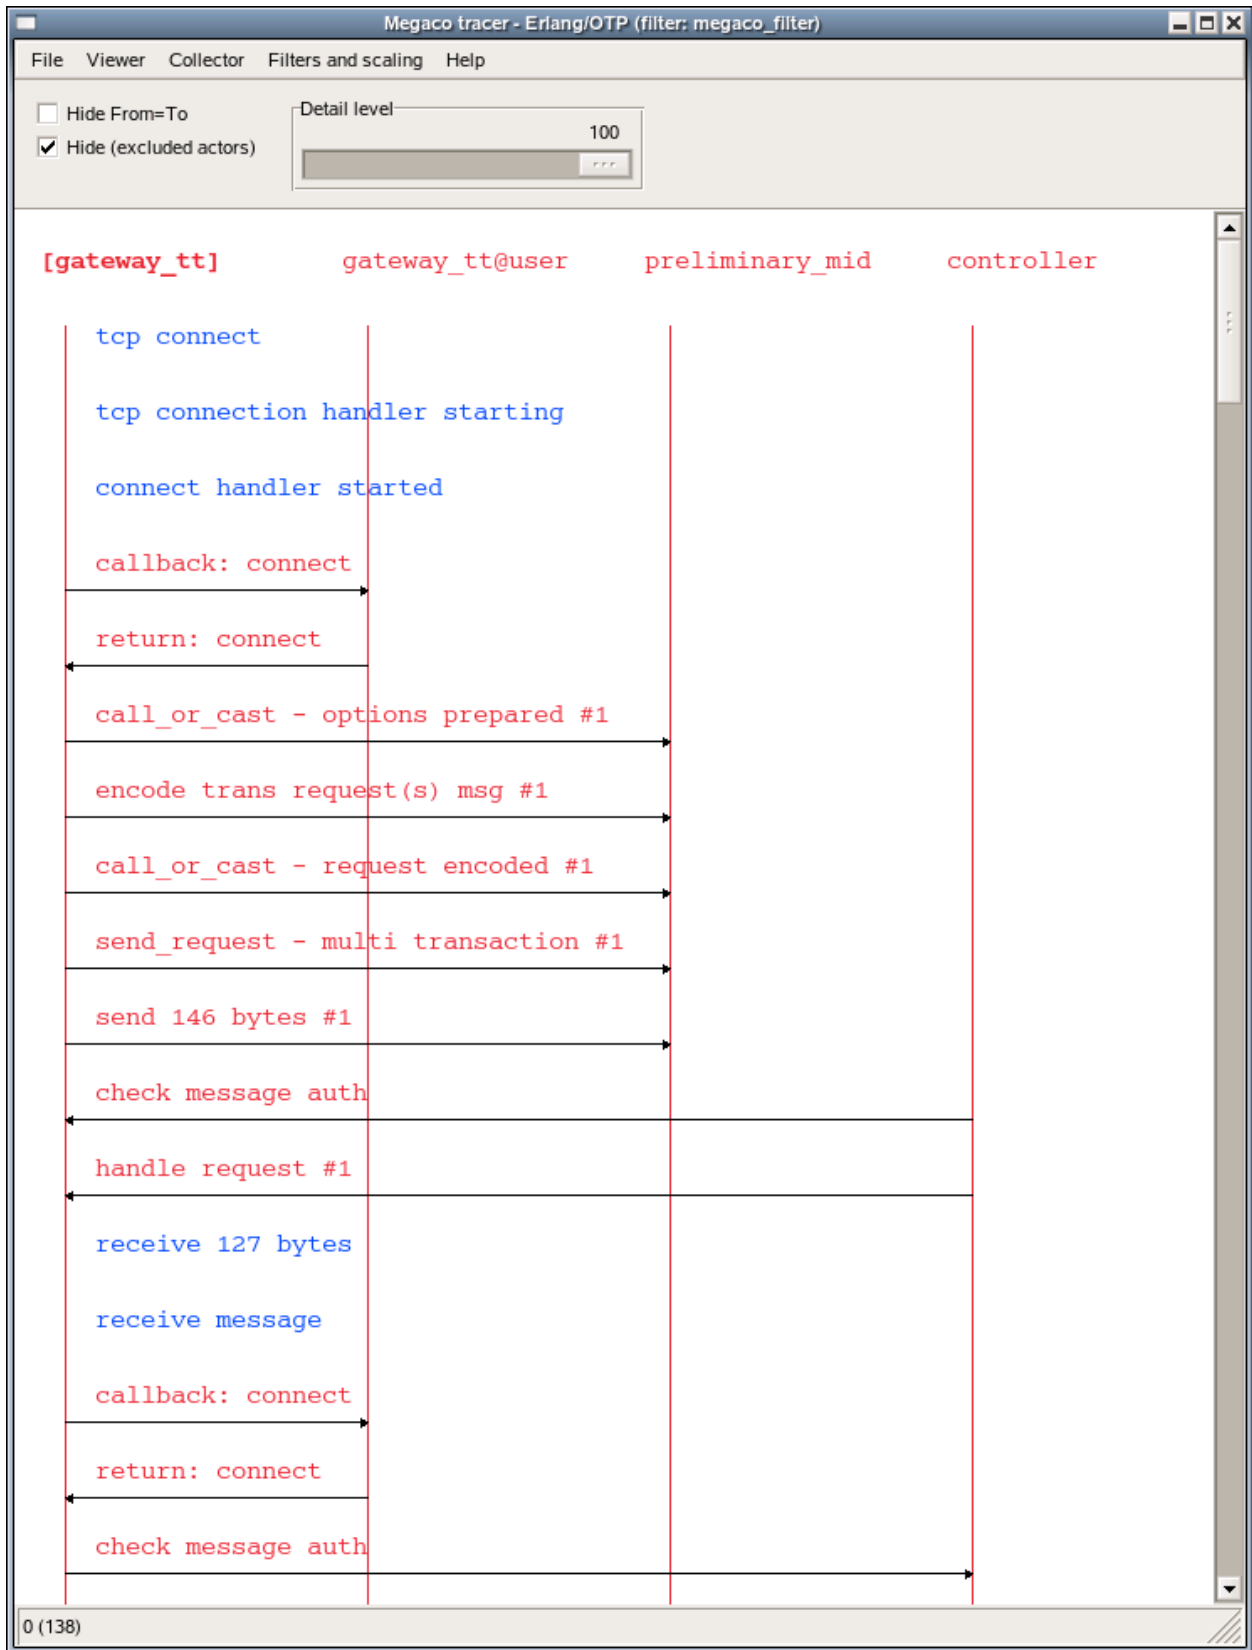 Megaco tracer - Erlang/OTP (filter: megaco_filter)
File Viewer Collector Filters and scaling Help
Hide From=To
Hide (excluded actors)
Detail level
100
[gateway_tt] gateway_tt@user preliminary_mid controller
tcp connect
tcp connection handler starting
connect handler started
callback: connect
return: connect
call_or_cast - options prepared #1
encode trans request(s) msg #1
call_or_cast - request encoded #1
send_request - multi transaction #1
send 146 bytes #1
check message auth
handle request #1
receive 127 bytes
receive message
callback: connect
return: connect
check message auth
0 (138)